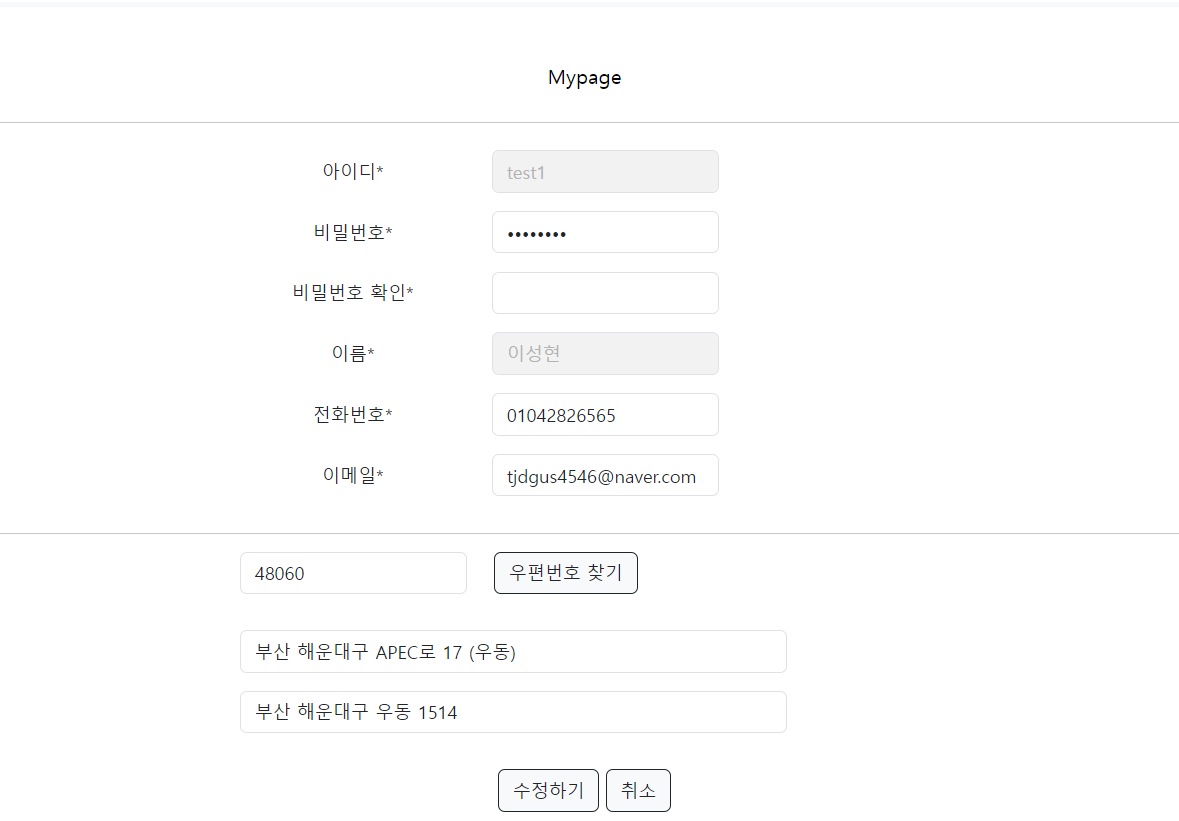 Mypage
아이디* test1
비밀번호* ••••••••
비밀번호 확인*
이름* 이성현
전화번호* 01042826565
이메일* tjdgus4546@naver.com
48060 우편번호 찾기
부산 해운대구 APEC로 17 (우동)
부산 해운대구 우동 1514
수정하기 취소